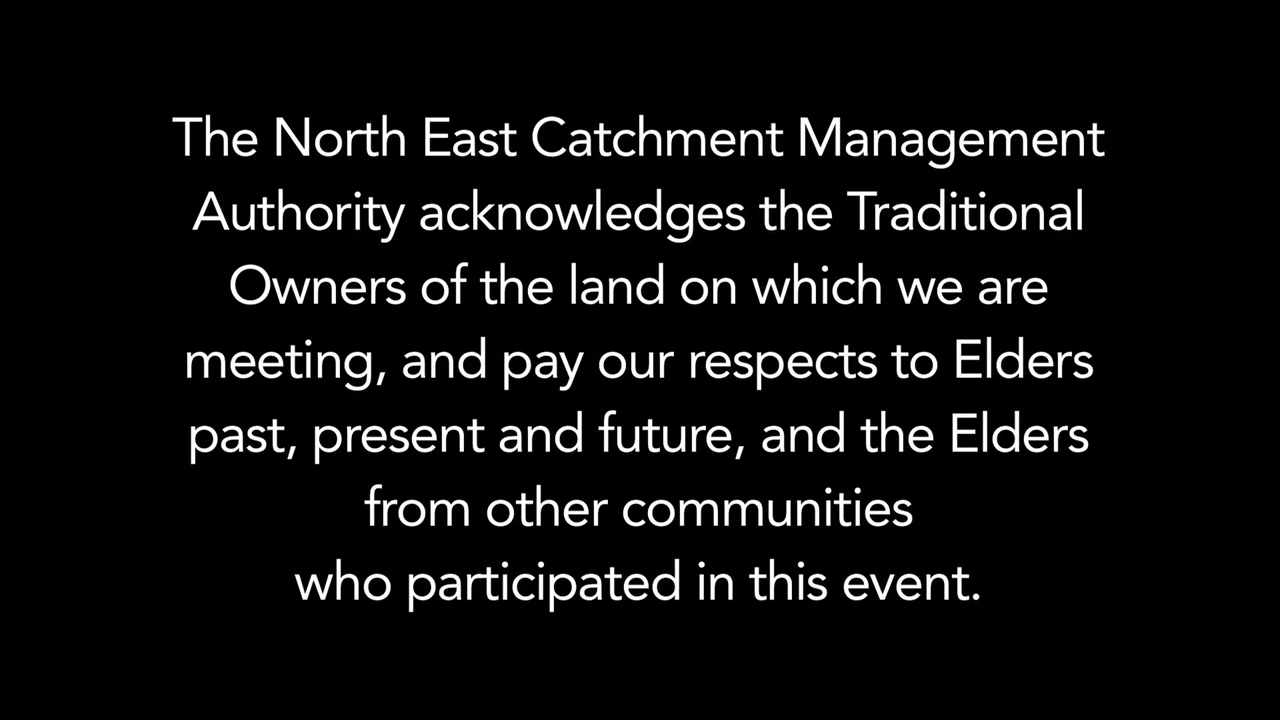 The North East Catchment Management
Authority acknowledges the Traditional
Owners of the land on which we are
meeting, and pay our respects to Elders
past, present and future, and the Elders
from other communities
who participated in this event.